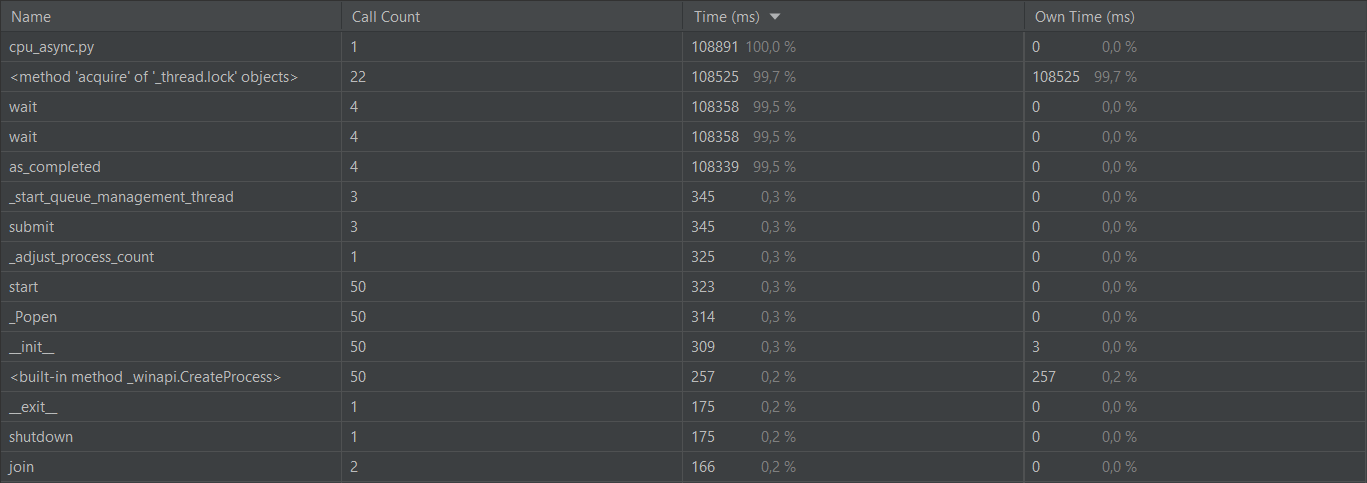 Name Call Count Time (ms) Own Time (ms)
cpu_async.py 1 108891 100,0 % 0 0,0 %
<method 'acquire' of '_thread.lock' objects> 22 108525 99,7 % 108525 99,7 %
wait 4 108358 99,5 % 0 0,0 %
wait 4 108358 99,5 % 0 0,0 %
as_completed 4 108339 99,5 % 0 0,0 %
_start_queue_management_thread 3 345 0,3 % 0 0,0 %
submit 3 345 0,3 % 0 0,0 %
_adjust_process_count 1 325 0,3 % 0 0,0 %
start 50 323 0,3 % 0 0,0 %
_Popen 50 314 0,3 % 0 0,0 %
__init__ 50 309 0,3 % 3 0,0 %
<built-in method _winapi.CreateProcess> 50 257 0,2 % 257 0,2 %
__exit__ 1 175 0,2 % 0 0,0 %
shutdown 1 175 0,2 % 0 0,0 %
join 2 166 0,2 % 0 0,0 %